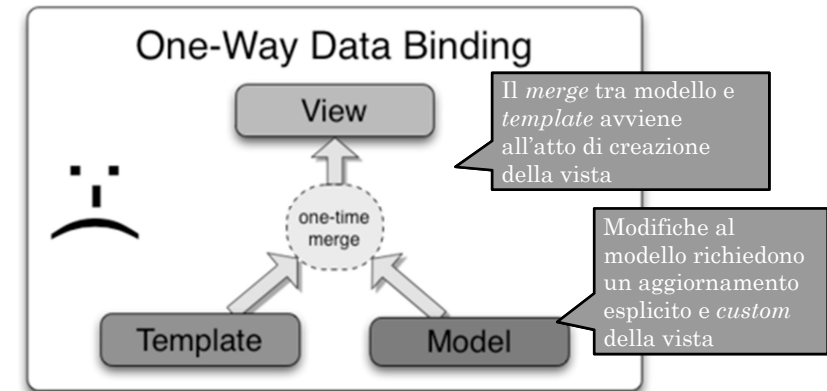 One-Way Data Binding
View
Il merge tra modello e
template avviene
all'atto di creazione
della vista
one-time
merge
Modifiche al
modello richiedono
un aggiornamento
esplicito e custom
della vista
Template
Model